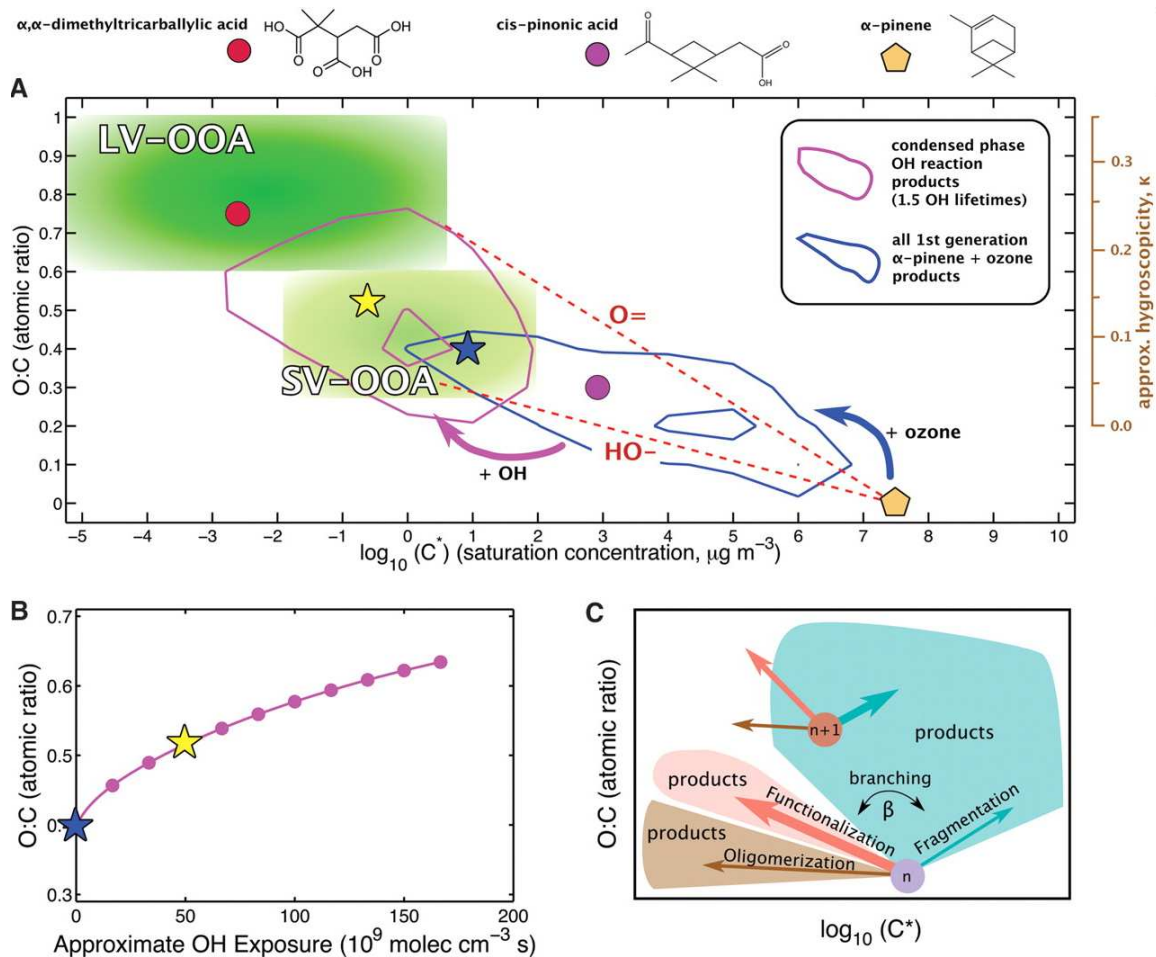 α,α-dimethyltricarballylic acid
HO
OH
O
O
O
OH
cis-pinonic acid
O
O
OH
α-pinene
A
LV-OOA
SV-OOA
O=
HO-
+ OH
+ ozone
condensed phase
OH reaction
products
(1.5 OH lifetimes)
all 1st generation
α-pinene + ozone
products
O:C (atomic ratio)
1
0.9
0.8
0.7
0.6
0.5
0.4
0.3
0.2
0.1
0
approx. hygroscopicity, κ
0.3
0.2
0.1
0.0
-5 -4 -3 -2 -1 0 1 2 3 4 5 6 7 8 9 10
log10 (C*) (saturation concentration, μg m−3)
B
O:C (atomic ratio)
0.7
0.6
0.5
0.3
0 50 100 150 200
Approximate OH Exposure (10⁹ molec cm−3 s)
C
O:C (atomic ratio)
n+1
products
branching
β
products
Functionalization
Fragmentation
products
Oligomerization
n
log10 (C*)